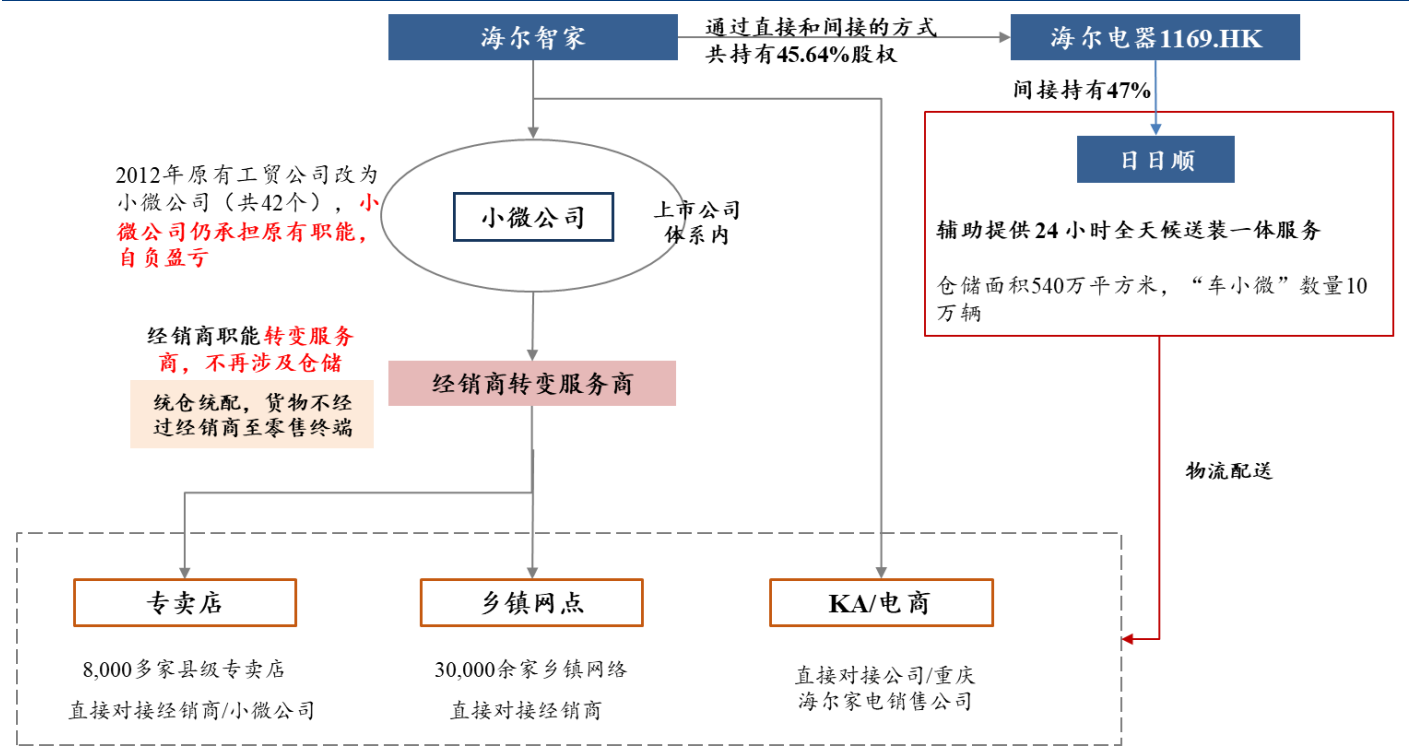 海尔智家
通过直接和间接的方式
共持有45.64%股权
海尔电器1169.HK
间接持有47%
日日顺
辅助提供 24 小时全天候送装一体服务
仓储面积540万平方米，“车小微”数量10
万辆
2012年原有工贸公司改为
小微公司（共42个），小
微公司仍承担原有职能，
自负盈亏
小微公司
上市公司
体系内
经销商职能转变服务
商，不再涉及仓储
统仓统配，货物不经
过经销商至零售终端
经销商转变服务商
物流配送
专卖店
8,000多家县级专卖店
直接对接经销商/小微公司
乡镇网点
30,000余家乡镇网络
直接对接经销商
KA/电商
直接对接公司/重庆
海尔家电销售公司